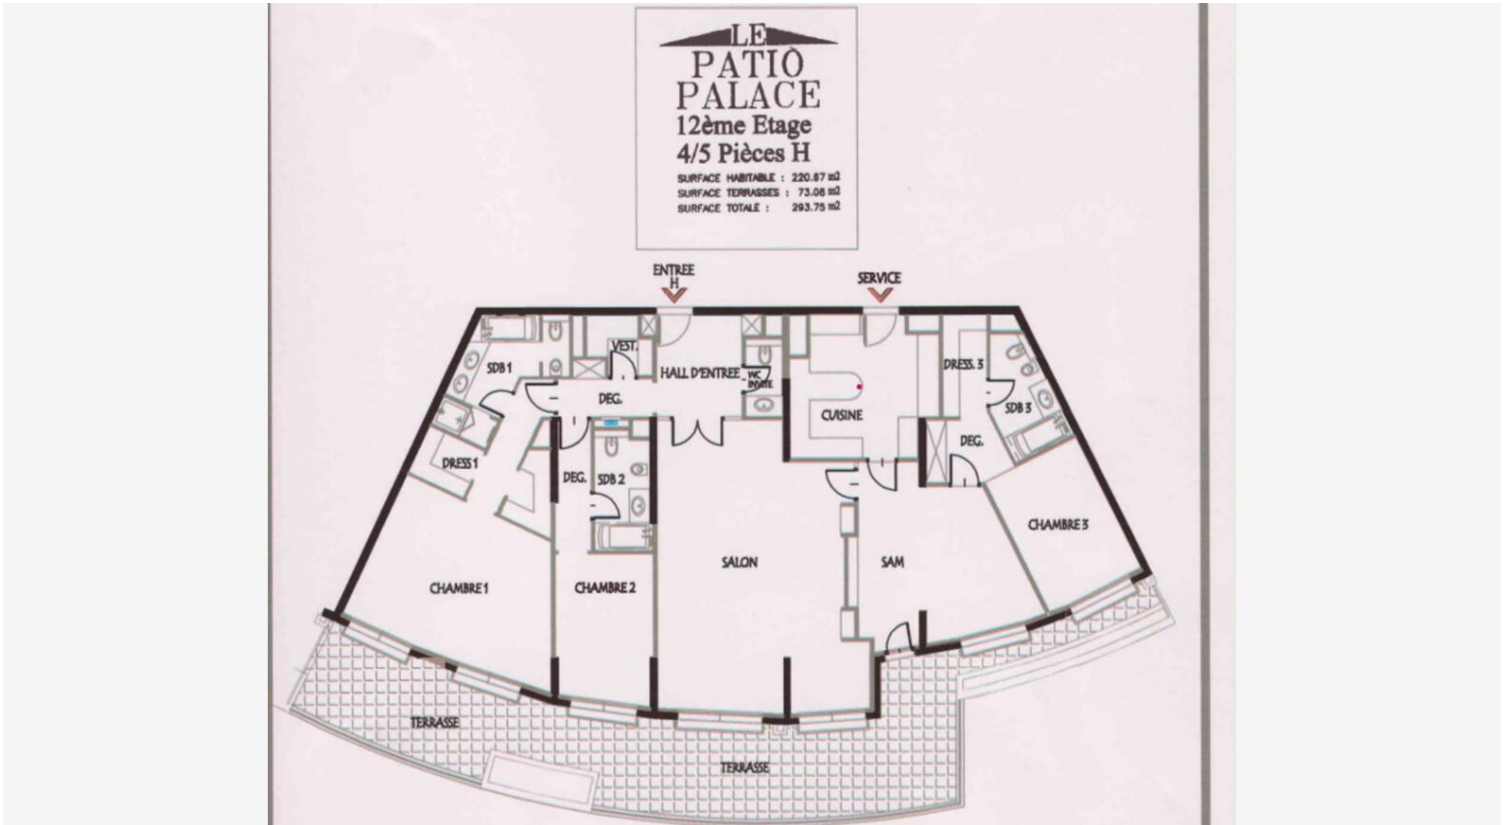 LE
PATIO
PALACE
12ème Etage
4/5 Pièces H
SURFACE HABITABLE : 220.67 m2
SURFACE TERRASSES : 73.08 m2
SURFACE TOTALE : 293.75 m2
ENTREE
H
SERVICE
VEST.
SDB 1
HALL D'ENTREE
WC
INVITE
DRESS. 3
DEG.
CUISINE
SDB 3
DEG.
DRESS 1
DEG.
SDB 2
CHAMBRE 3
SALON
SAM
CHAMBRE 1
CHAMBRE 2
TERRASSE
TERRASSE